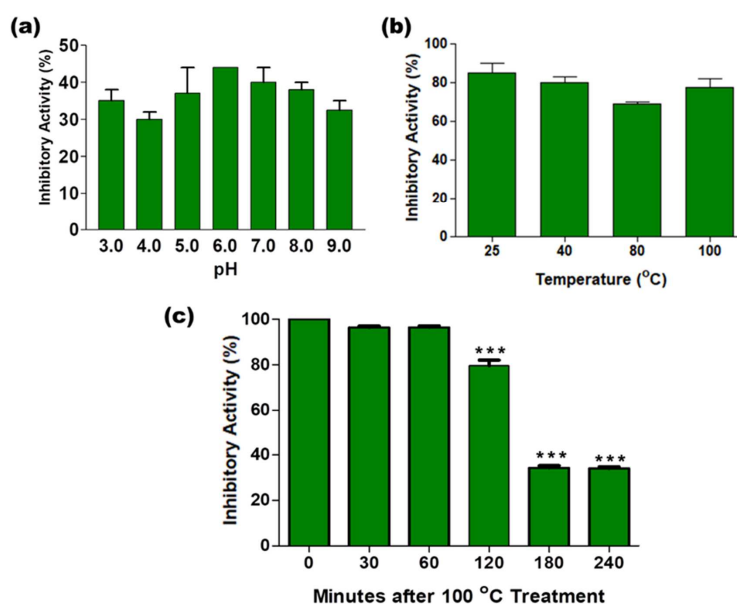 (a)
Inhibitory Activity (%)
50
40
30
20
10
0
3.0 4.0 5.0 6.0 7.0 8.0 9.0
pH
(b)
Inhibitory Activity (%)
100
80
60
40
20
0
25 40 80 100
Temperature (°C)
(c)
Inhibitory Activity (%)
100
80
60
40
20
0
***
*** ***
0 30 60 120 180 240
Minutes after 100 °C Treatment